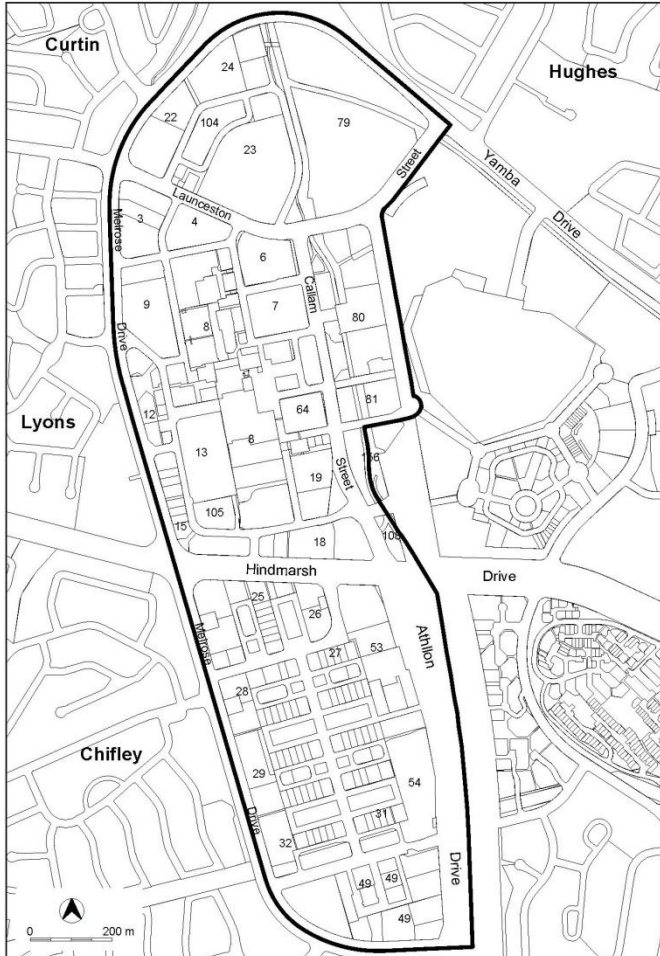 Curtin
Hughes
24
22
104
79
23
Yamba
Drive
Street
Launceston
Melrose
3
4
6
Callam
9
7
8
80
Drive
12
64
81
Lyons
13
8
19
Street
156
15
105
18
108
Hindmarsh
Drive
25
26
Melrose
Athllon
27
53
28
Chifley
29
54
Drive
31
32
Drive
49
49
49
0
200 m